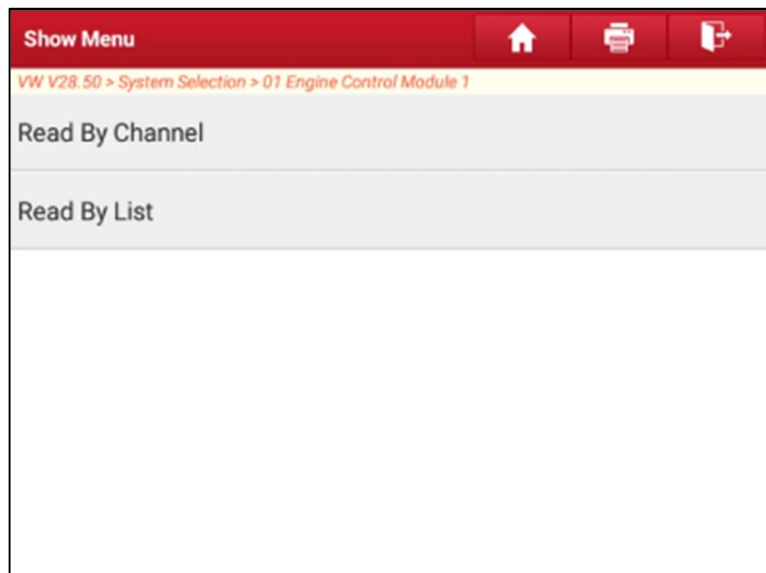 Show Menu
VW V28.50 > System Selection > 01 Engine Control Module 1
Read By Channel
Read By List